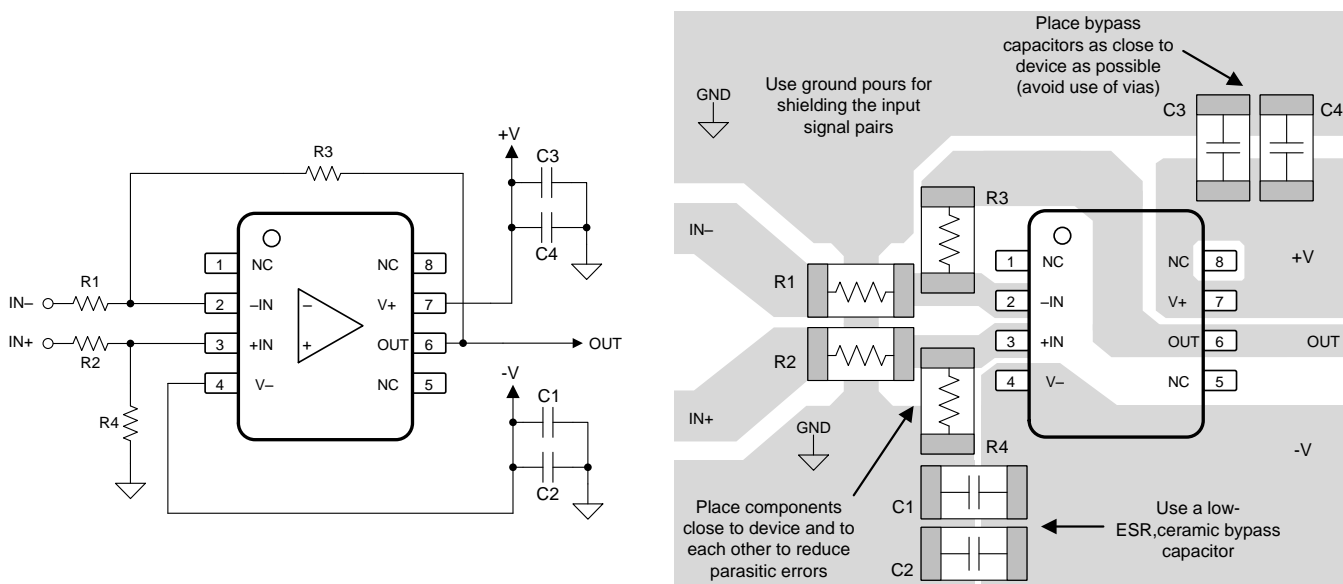 +V
C3
C4
R3
1
NC
NC
8
IN–
R1
2
–IN
–
V+
7
IN+
R2
3
+IN
+
OUT
6
OUT
4
V–
NC
5
R4
-V
C1
C2
Place bypass
capacitors as close to
device as possible
(avoid use of vias)
GND
Use ground pours for
shielding the input
signal pairs
C3
C4
R3
IN–
R1
1
NC
NC
8
+V
2
–IN
V+
7
R2
3
+IN
OUT
6
OUT
4
V–
NC
5
IN+
GND
R4
-V
Place components
close to device and to
each other to reduce
parasitic errors
C1
C2
Use a low-
ESR,ceramic bypass
capacitor